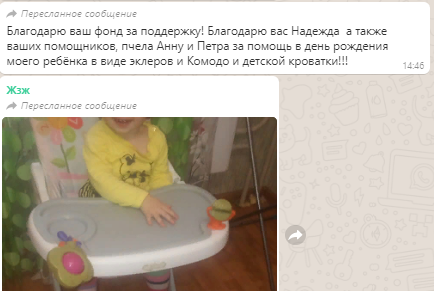 Пересланное сообщение
Благодарю ваш фонд за поддержку! Благодарю вас Надежда а также
ваших помощников, пчела Анну и Петра за помощь в день рождения
моего ребёнка в виде эклеров и Комодо и детской кроватки!!!
14:46
Жзж
Пересланное сообщение